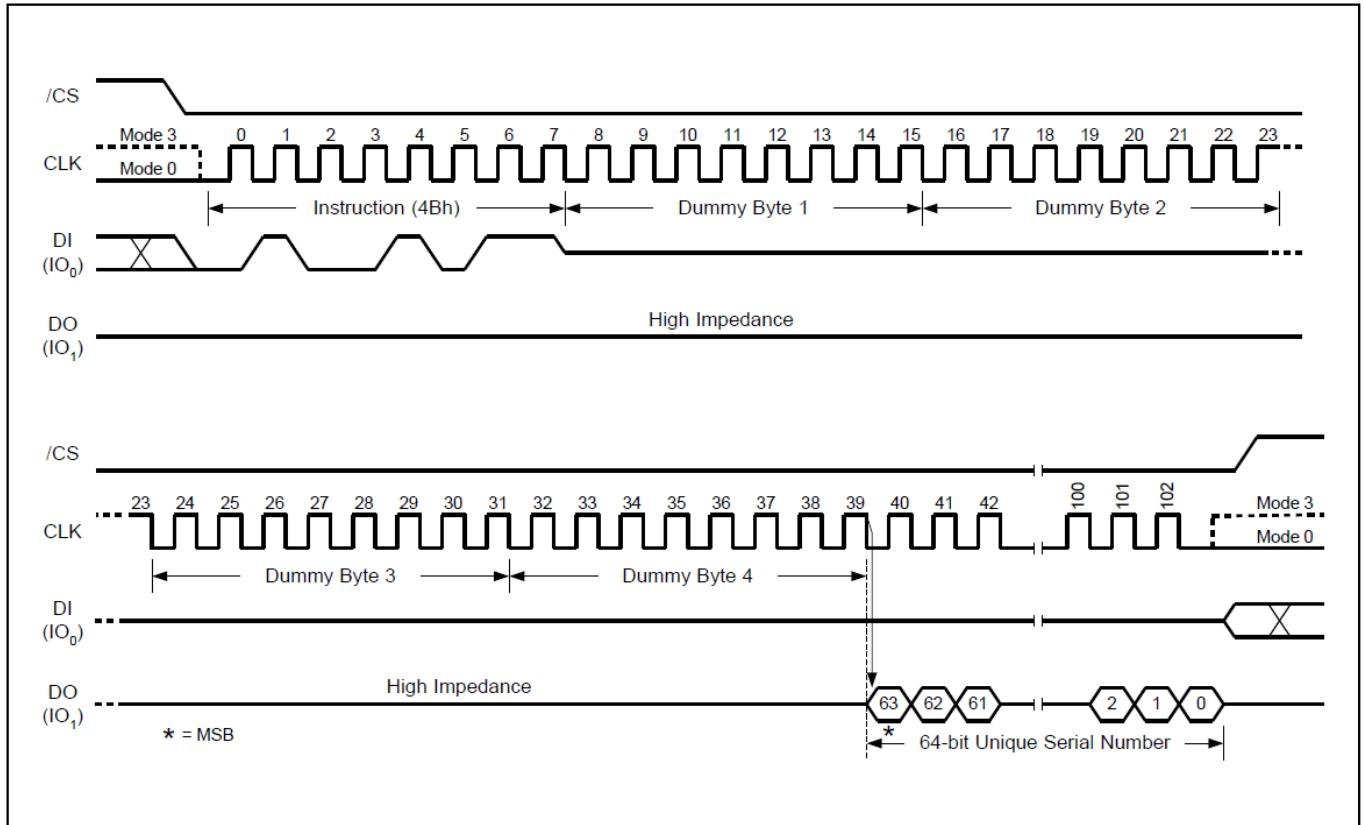 /CS
Mode 3 0 1 2 3 4 5 6 7 8 9 10 11 12 13 14 15 16 17 18 19 20 21 22 23
CLK Mode 0
Instruction (4Bh) Dummy Byte 1 Dummy Byte 2
DI
(IO0)
DO High Impedance
(IO1)
/CS
23 24 25 26 27 28 29 30 31 32 33 34 35 36 37 38 39 40 41 42 100 101 102 Mode 3
CLK Mode 0
Dummy Byte 3 Dummy Byte 4
DI
(IO0)
DO High Impedance 63 62 61 2 1 0
(IO1)
* = MSB * 64-bit Unique Serial Number